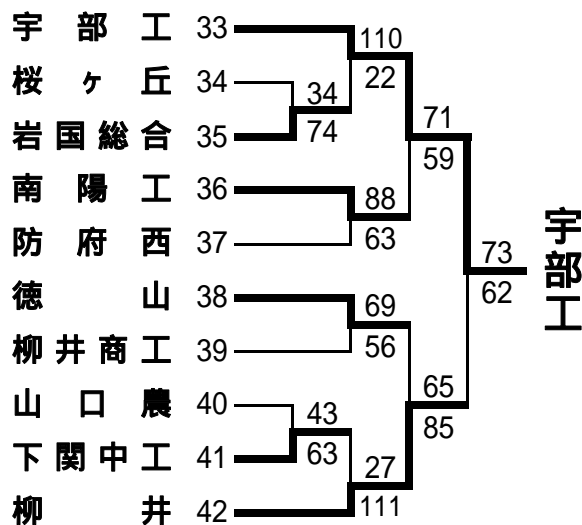 宇部工 33
桜ヶ丘 34
岩国総合 35
南陽工 36
防府西 37
徳山 38
柳井商工 39
山口農 40
下関中工 41
柳井 42
34
74
43
63
110
22
88
63
69
56
27
111
71
59
65
85
73
62
宇部工